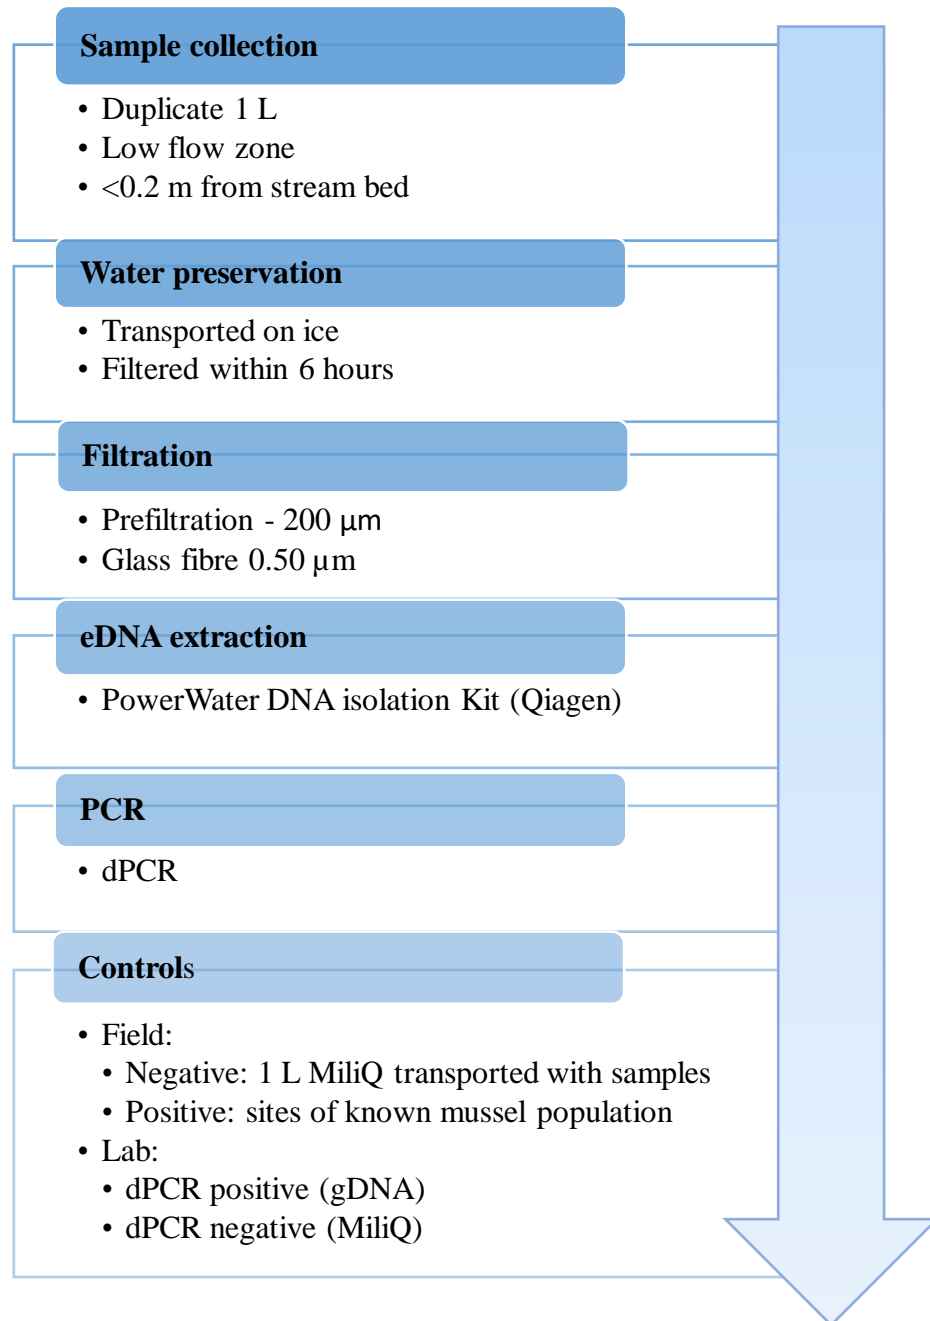 Sample collection
• Duplicate 1 L
• Low flow zone
• <0.2 m from stream bed
Water preservation
• Transported on ice
• Filtered within 6 hours
Filtration
• Prefiltration - 200 µm
• Glass fibre 0.50 µm
eDNA extraction
• PowerWater DNA isolation Kit (Qiagen)
PCR
• dPCR
Controls
• Field:
• Negative: 1 L MiliQ transported with samples
• Positive: sites of known mussel population
• Lab:
• dPCR positive (gDNA)
• dPCR negative (MiliQ)